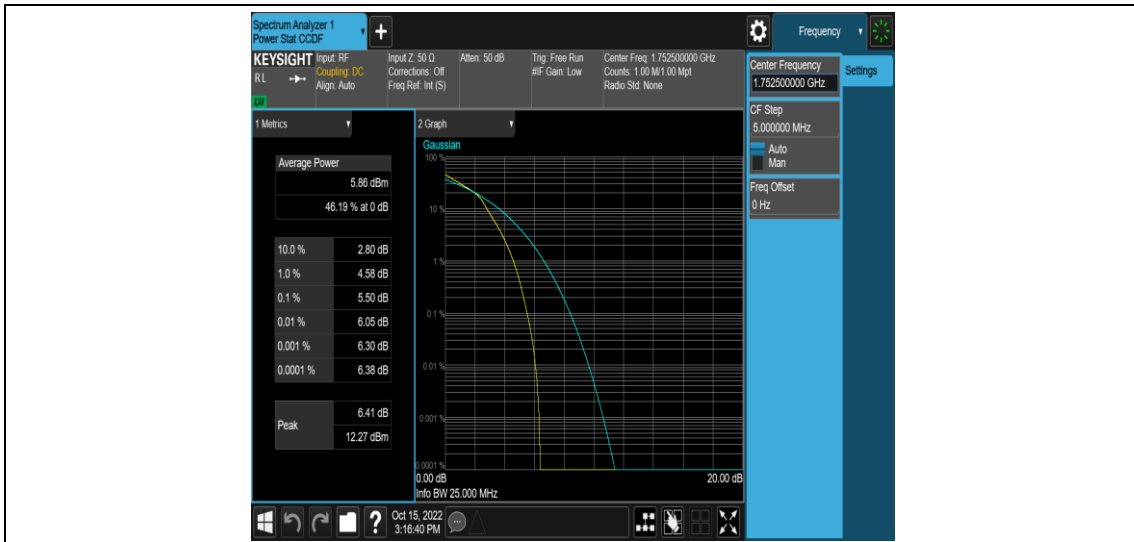 Spectrum Analyzer 1
Power Stat CCDF
+
Frequency
KEYSIGHT
RL
LXI
Input: RF
Coupling: DC
Align: Auto
Input Z: 50 Ω
Corrections: Off
Freq Ref: Int (S)
Atten: 50 dB
Trig: Free Run
#IF Gain: Low
Center Freq: 1.752500000 GHz
Counts: 1.00 M/1.00 Mpt
Radio Std: None
Center Frequency
1.752500000 GHz
Settings
CF Step
5.000000 MHz
Auto
Man
Freq Offset
0 Hz
1 Metrics
Average Power
5.86 dBm
46.19 % at 0 dB
10.0 % 2.80 dB
1.0 % 4.58 dB
0.1 % 5.50 dB
0.01 % 6.05 dB
0.001 % 6.30 dB
0.0001 % 6.38 dB
Peak
6.41 dB
12.27 dBm
2 Graph
Gaussian
100 %
10 %
1 %
0.1 %
0.01 %
0.001 %
0.0001 %
0.00 dB 20.00 dB
Info BW 25.000 MHz
?
Oct 15, 2022
3:16:40 PM